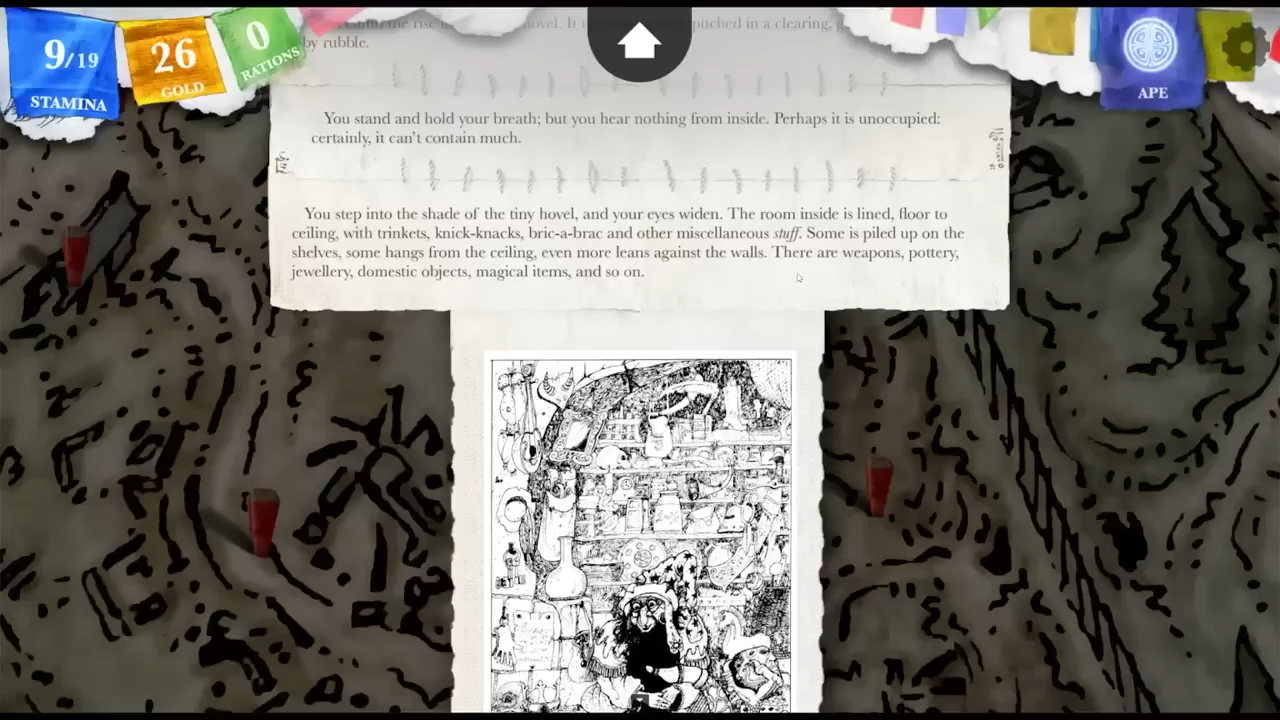 9/19
STAMINA
26
GOLD
0
RATIONS
APE
by rubble.
You stand and hold your breath; but you hear nothing from inside. Perhaps it is unoccupied:
certainly, it can't contain much.
You step into the shade of the tiny hovel, and your eyes widen. The room inside is lined, floor to
ceiling, with trinkets, knick-knacks, bric-a-brac and other miscellaneous stuff. Some is piled up on the
shelves, some hangs from the ceiling, even more leans against the walls. There are weapons, pottery,
jewellery, domestic objects, magical items, and so on.